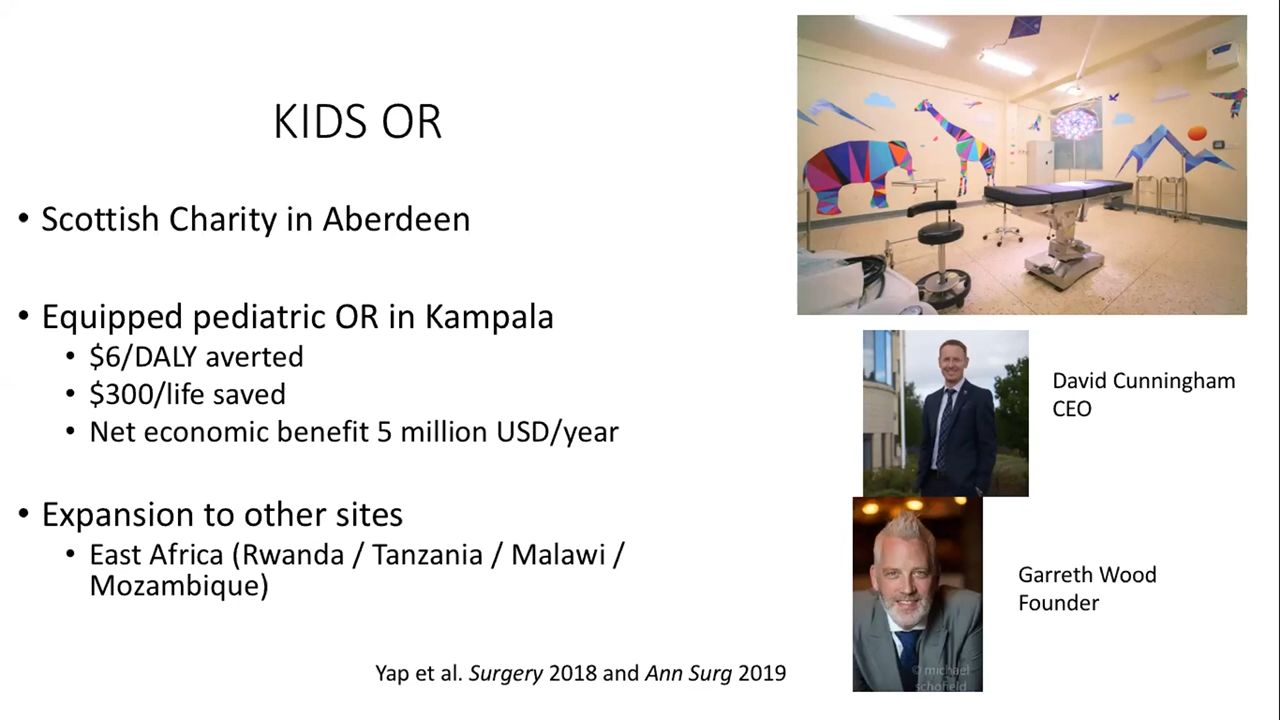 KIDS OR
• Scottish Charity in Aberdeen
• Equipped pediatric OR in Kampala
• $6/DALY averted
• $300/life saved
• Net economic benefit 5 million USD/year
• Expansion to other sites
• East Africa (Rwanda / Tanzania / Malawi /
Mozambique)
David Cunningham
CEO
Garreth Wood
Founder
© michael
schofield
Yap et al. Surgery 2018 and Ann Surg 2019